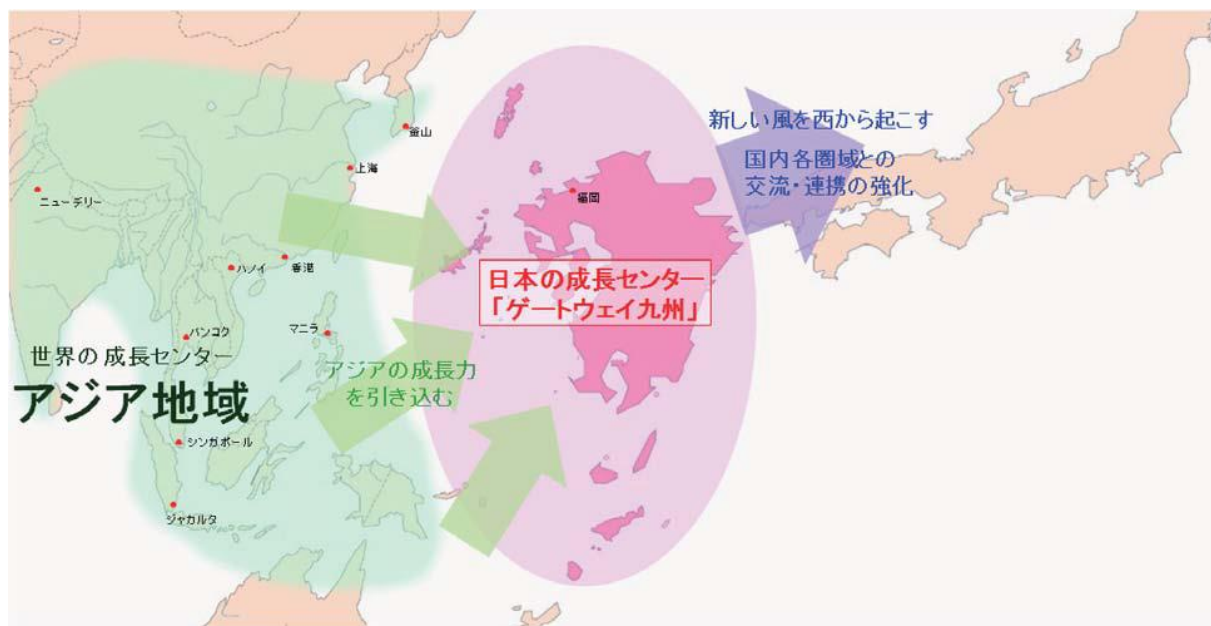 新しい風を西から起こす
国内各圏域との
交流・連携の強化
釜山
上海
ニューデリー
福岡
ハノイ
香港
日本の成長センター
「ゲートウェイ九州」
バンコク
マニラ
世界の成長センター
アジア地域
アジアの成長力
を引き込む
シンガポール
ジャカルタ